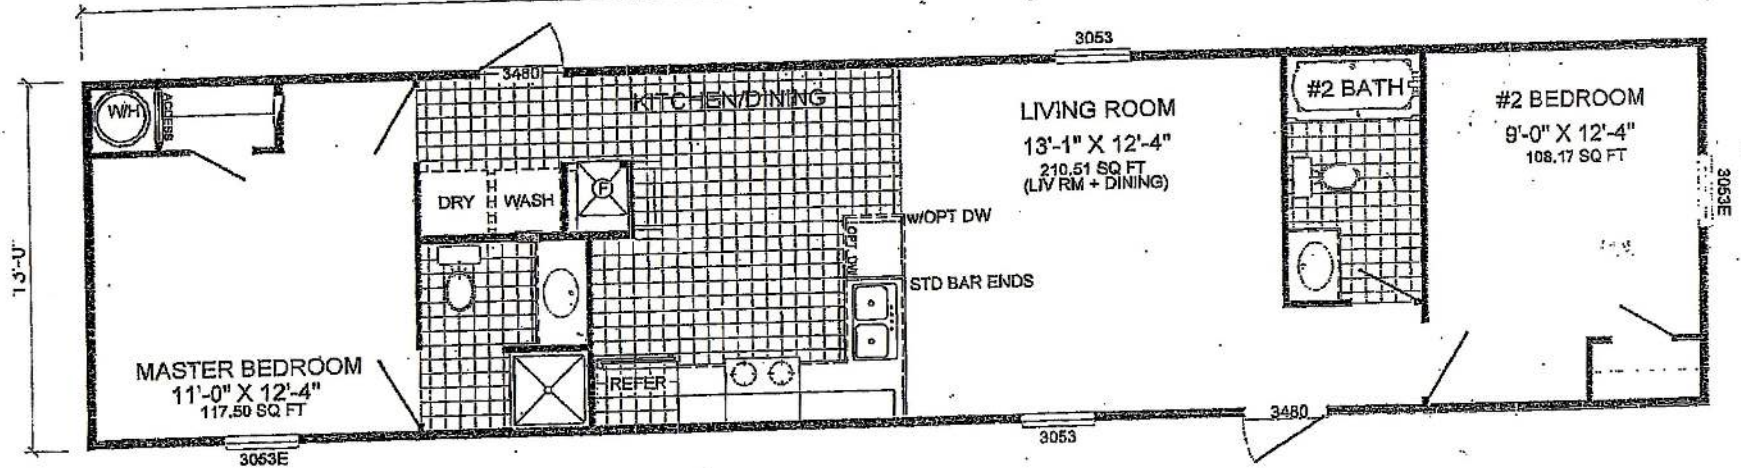 3053
3480
KITCHEN/DINING
W/H
ACCESS
LIVING ROOM
13'-1" X 12'-4"
210.51 SQ FT
(LIV RM + DINING)
#2 BATH
#2 BEDROOM
9'-0" X 12'-4"
108.17 SQ FT
3053E
DRY
WASH
F
w/OPT DW
OPT. DW
STD BAR ENDS
13'-0"
MASTER BEDROOM
11'-0" X 12'-4"
117.50 SQ FT
REFER
3053E
3053
3480